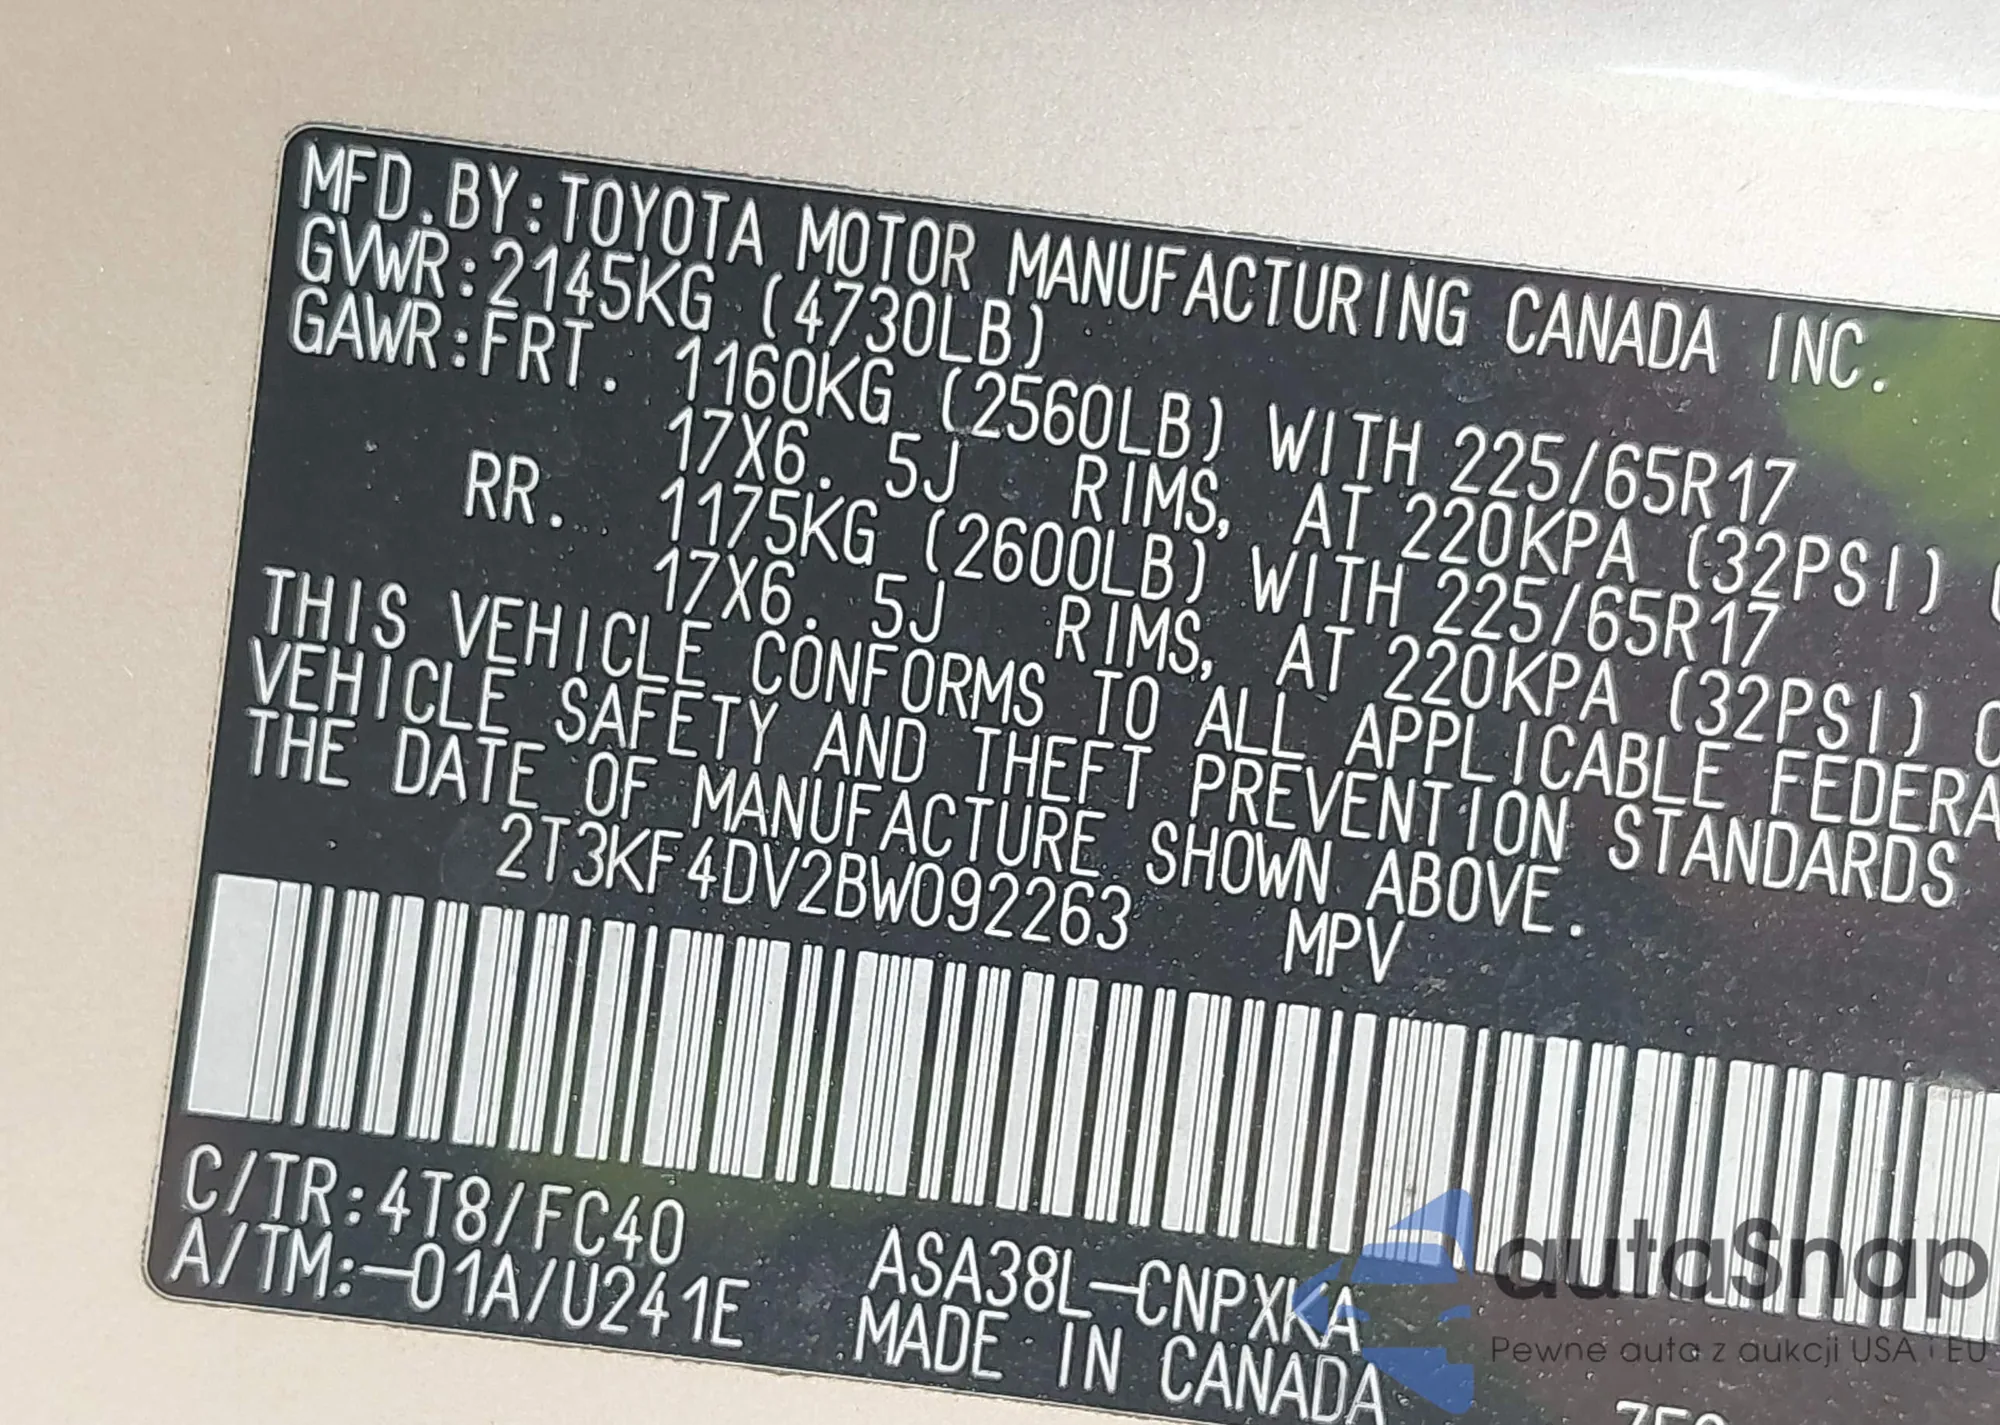 MFD.BY:TOYOTA MOTOR MANUFACTURING CANADA INC.
GVWR:2145KG (4730LB)
GAWR:FRT. 1160KG (2560LB) WITH 225/65R17
17X6. 5J RIMS, AT 220KPA (32PSI)
RR. 1175KG (2600LB) WITH 225/65R17
17X6. 5J RIMS, AT 220KPA (32PSI)
THIS VEHICLE CONFORMS TO ALL APPLICABLE FEDERA
VEHICLE SAFETY AND THEFT PREVENTION STANDARDS
THE DATE OF MANUFACTURE SHOWN ABOVE.
2T3KF4DV2BW092263 MPV
C/TR:4T8/FC40 ASA38L-CNPXKA
A/TM:-01A/U241E MADE IN CANADA
autaSnap
Pewne auta z aukcji USA i EU